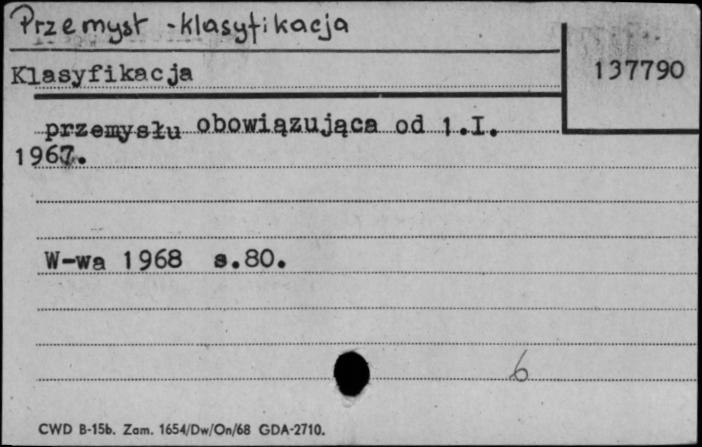 Przemysł - klasyfikacja
Klasyfikacja
137790
przemysłu obowiązująca od 1.I.
1967.
W-wa 1968 s.80.
6
CWD B-15b. Zam. 1654/Dw/On/68 GDA-2710.